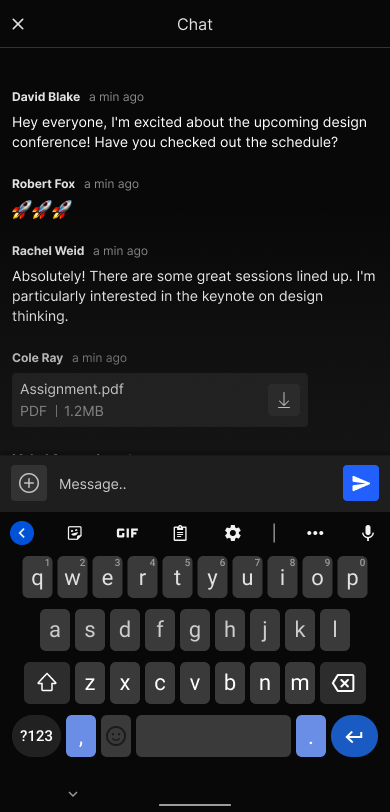 Chat
David Blake a min ago
Hey everyone, I'm excited about the upcoming design
conference! Have you checked out the schedule?
Robert Fox a min ago
🚀🚀🚀
Rachel Weid a min ago
Absolutely! There are some great sessions lined up. I'm
particularly interested in the keynote on design
thinking.
Cole Ray a min ago
Assignment.pdf
PDF | 1.2MB
Message..
GIF
1 2 3 4 5 6 7 8 9 0
q w e r t y u i o p
a s d f g h j k l
z x c v b n m
?123 , .